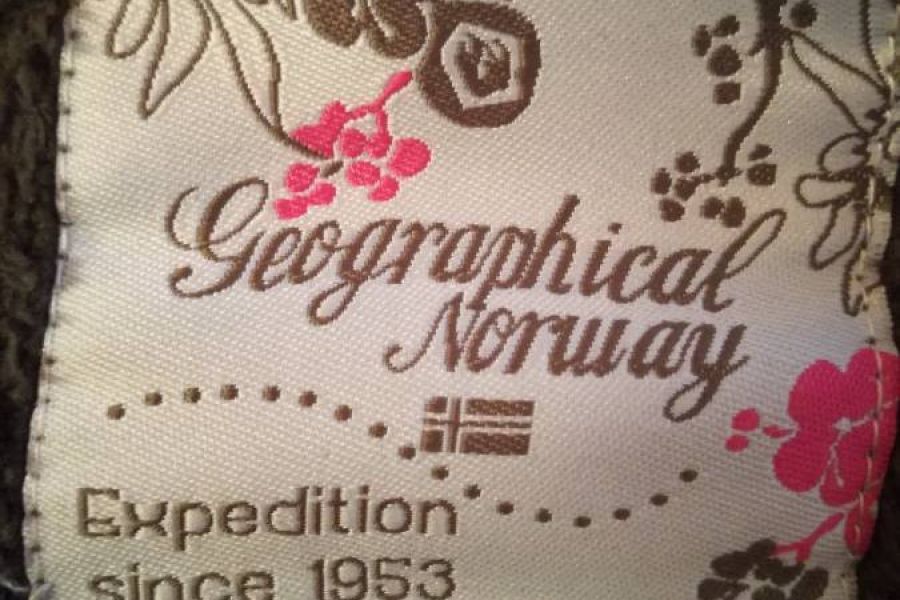 Geographical
Norway
Expedition
since 1953